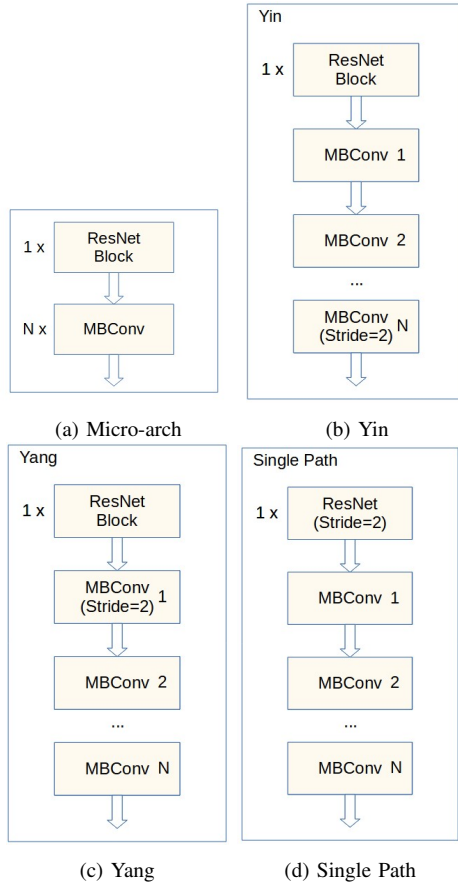 1 x
ResNet
Block
N x
MBConv
(a) Micro-arch
Yin
1 x
ResNet
Block
MBConv 1
MBConv 2
...
MBConv N
(Stride=2)
(b) Yin
Yang
1 x
ResNet
Block
MBConv 1
(Stride=2)
MBConv 2
...
MBConv N
(c) Yang
Single Path
1 x
ResNet
(Stride=2)
MBConv 1
MBConv 2
...
MBConv N
(d) Single Path